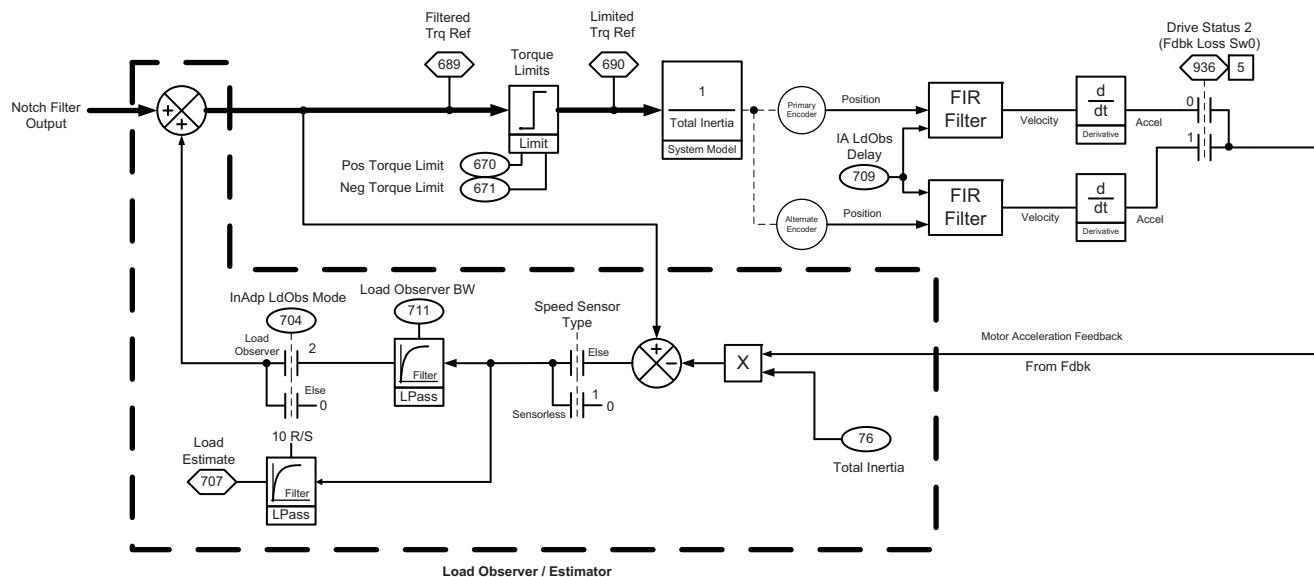 Filtered
Trq Ref
689
Limited
Trq Ref
690
Torque
Limits
Limit
Drive Status 2
(Fdbk Loss Sw0)
936
5
Notch Filter
Output
+
+
1
Total Inertia
System Model
Primary
Encoder
Position
FIR
Filter
Velocity
d
dt
Derivative
Accel
0
1
Pos Torque Limit
670
Neg Torque Limit
671
IA LdObs
Delay
709
Alternate
Encoder
Position
FIR
Filter
Velocity
d
dt
Derivative
Accel
InAdp LdObs Mode
704
Load Observer BW
711
Speed Sensor
Type
Load
Observer
2
Else
0
Filter
LPass
Else
Sensorless
1
0
+
-
X
Motor Acceleration Feedback
From Fdbk
76
Total Inertia
10 R/S
Load
Estimate
707
Filter
LPass
Load Observer / Estimator